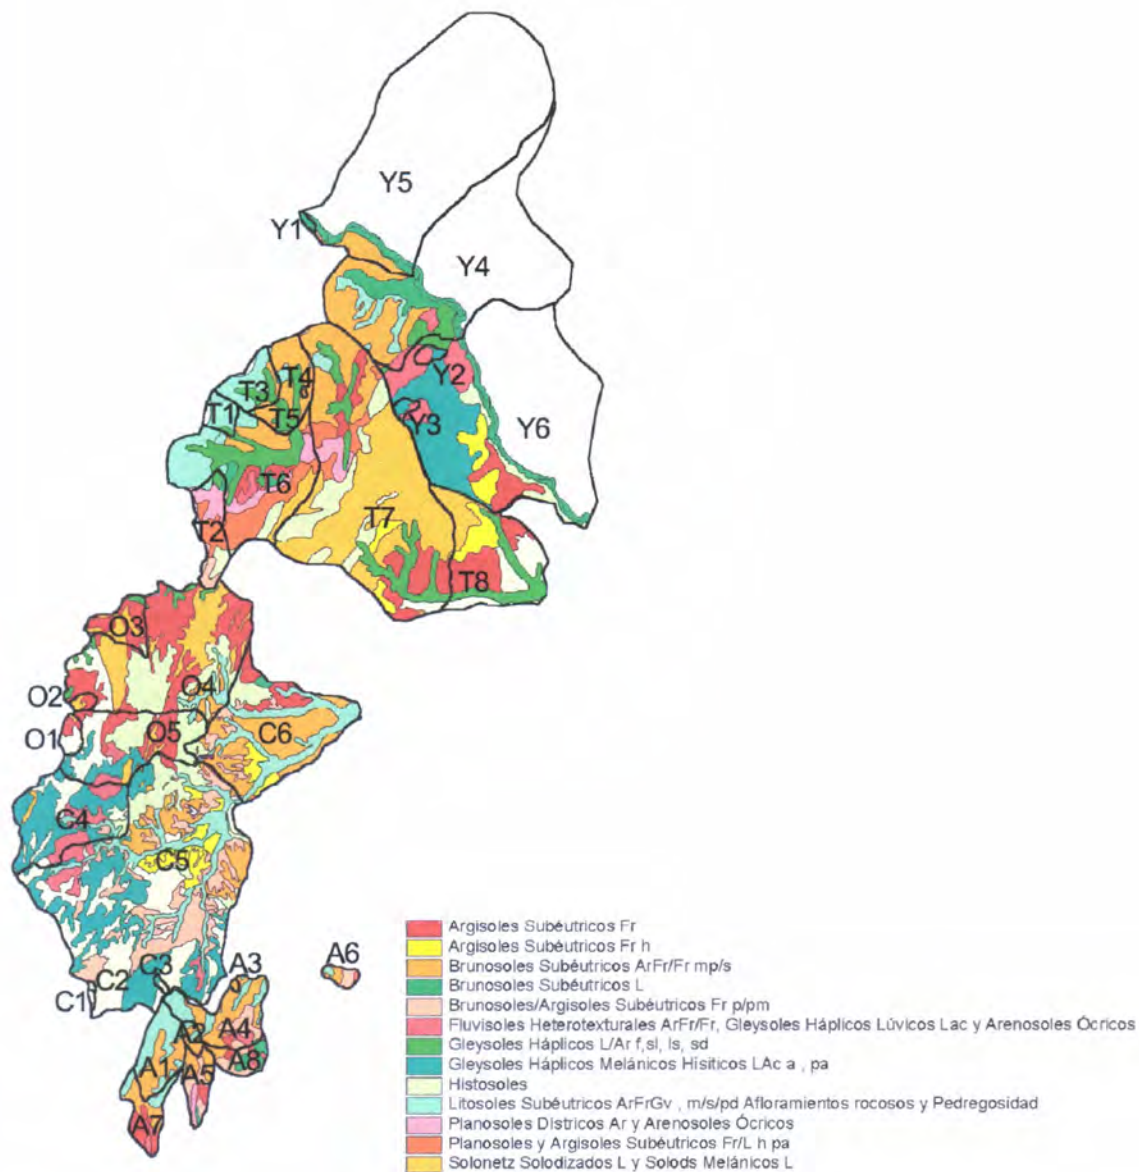 Y5
Y1
Y4
Y2
T4
T3
T1
T5
Y3
Y6
T6
T7
T2
T8
O3
O4
O2
O1
O5
C6
C4
C5
C3
A3
A6
C2
C1
A2
A4
A1
A5
A8
A7
Argisoles Subéutricos Fr
Argisoles Subéutricos Fr h
Brunosoles Subéutricos ArFr/Fr mp/s
Brunosoles Subéutricos L
Brunosoles/Argisoles Subéutricos Fr p/pm
Fluvisoles Heterotexturales ArFr/Fr, Gleysoles Háplicos Lúvicos Lac y Arenosoles Ócricos
Gleysoles Háplicos L/Ar f,sl, ls, sd
Gleysoles Háplicos Melánicos Hísiticos LAc a , pa
Histosoles
Litosoles Subéutricos ArFrGv , m/s/pd Afloramientos rocosos y Pedregosidad
Planosoles Dístricos Ar y Arenosoles Ócricos
Planosoles y Argisoles Subéutricos Fr/L h pa
Solonetz Solodizados L y Solods Melánicos L